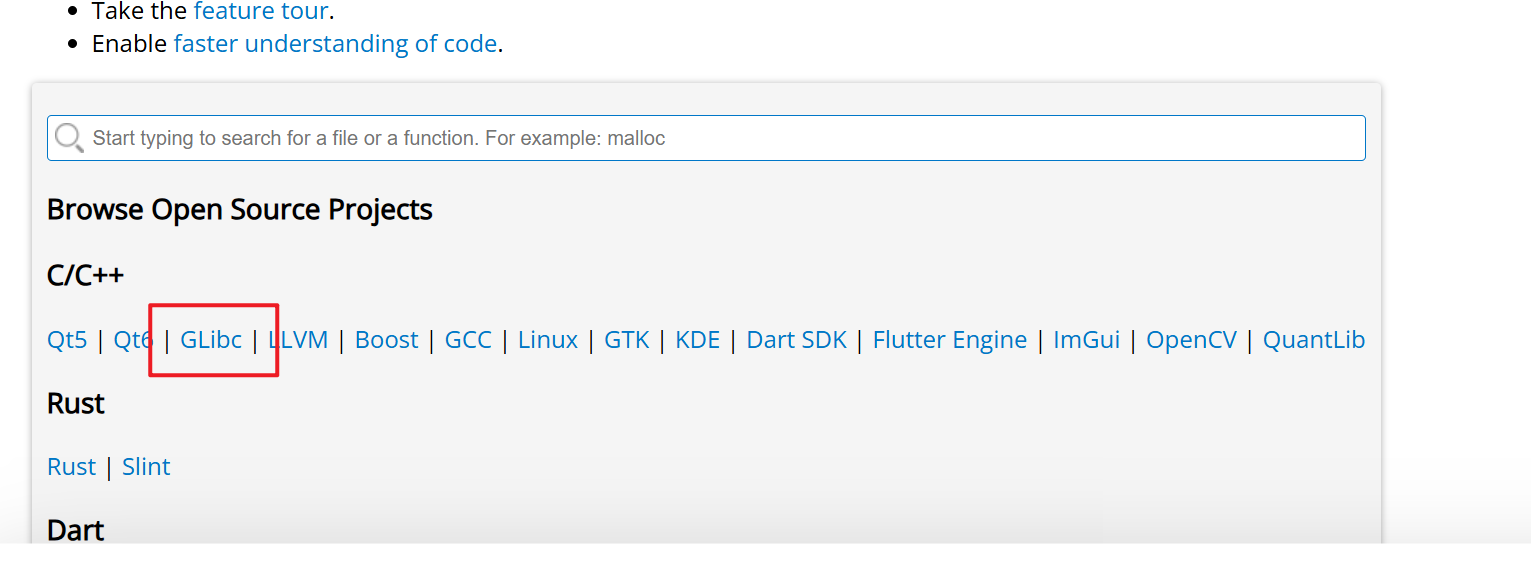 Take the feature tour.
Enable faster understanding of code.
Start typing to search for a file or a function. For example: malloc
Browse Open Source Projects
C/C++
Qt5 | Qt6 | GLibc | LLVM | Boost | GCC | Linux | GTK | KDE | Dart SDK | Flutter Engine | ImGui | OpenCV | QuantLib
Rust
Rust | Slint
Dart